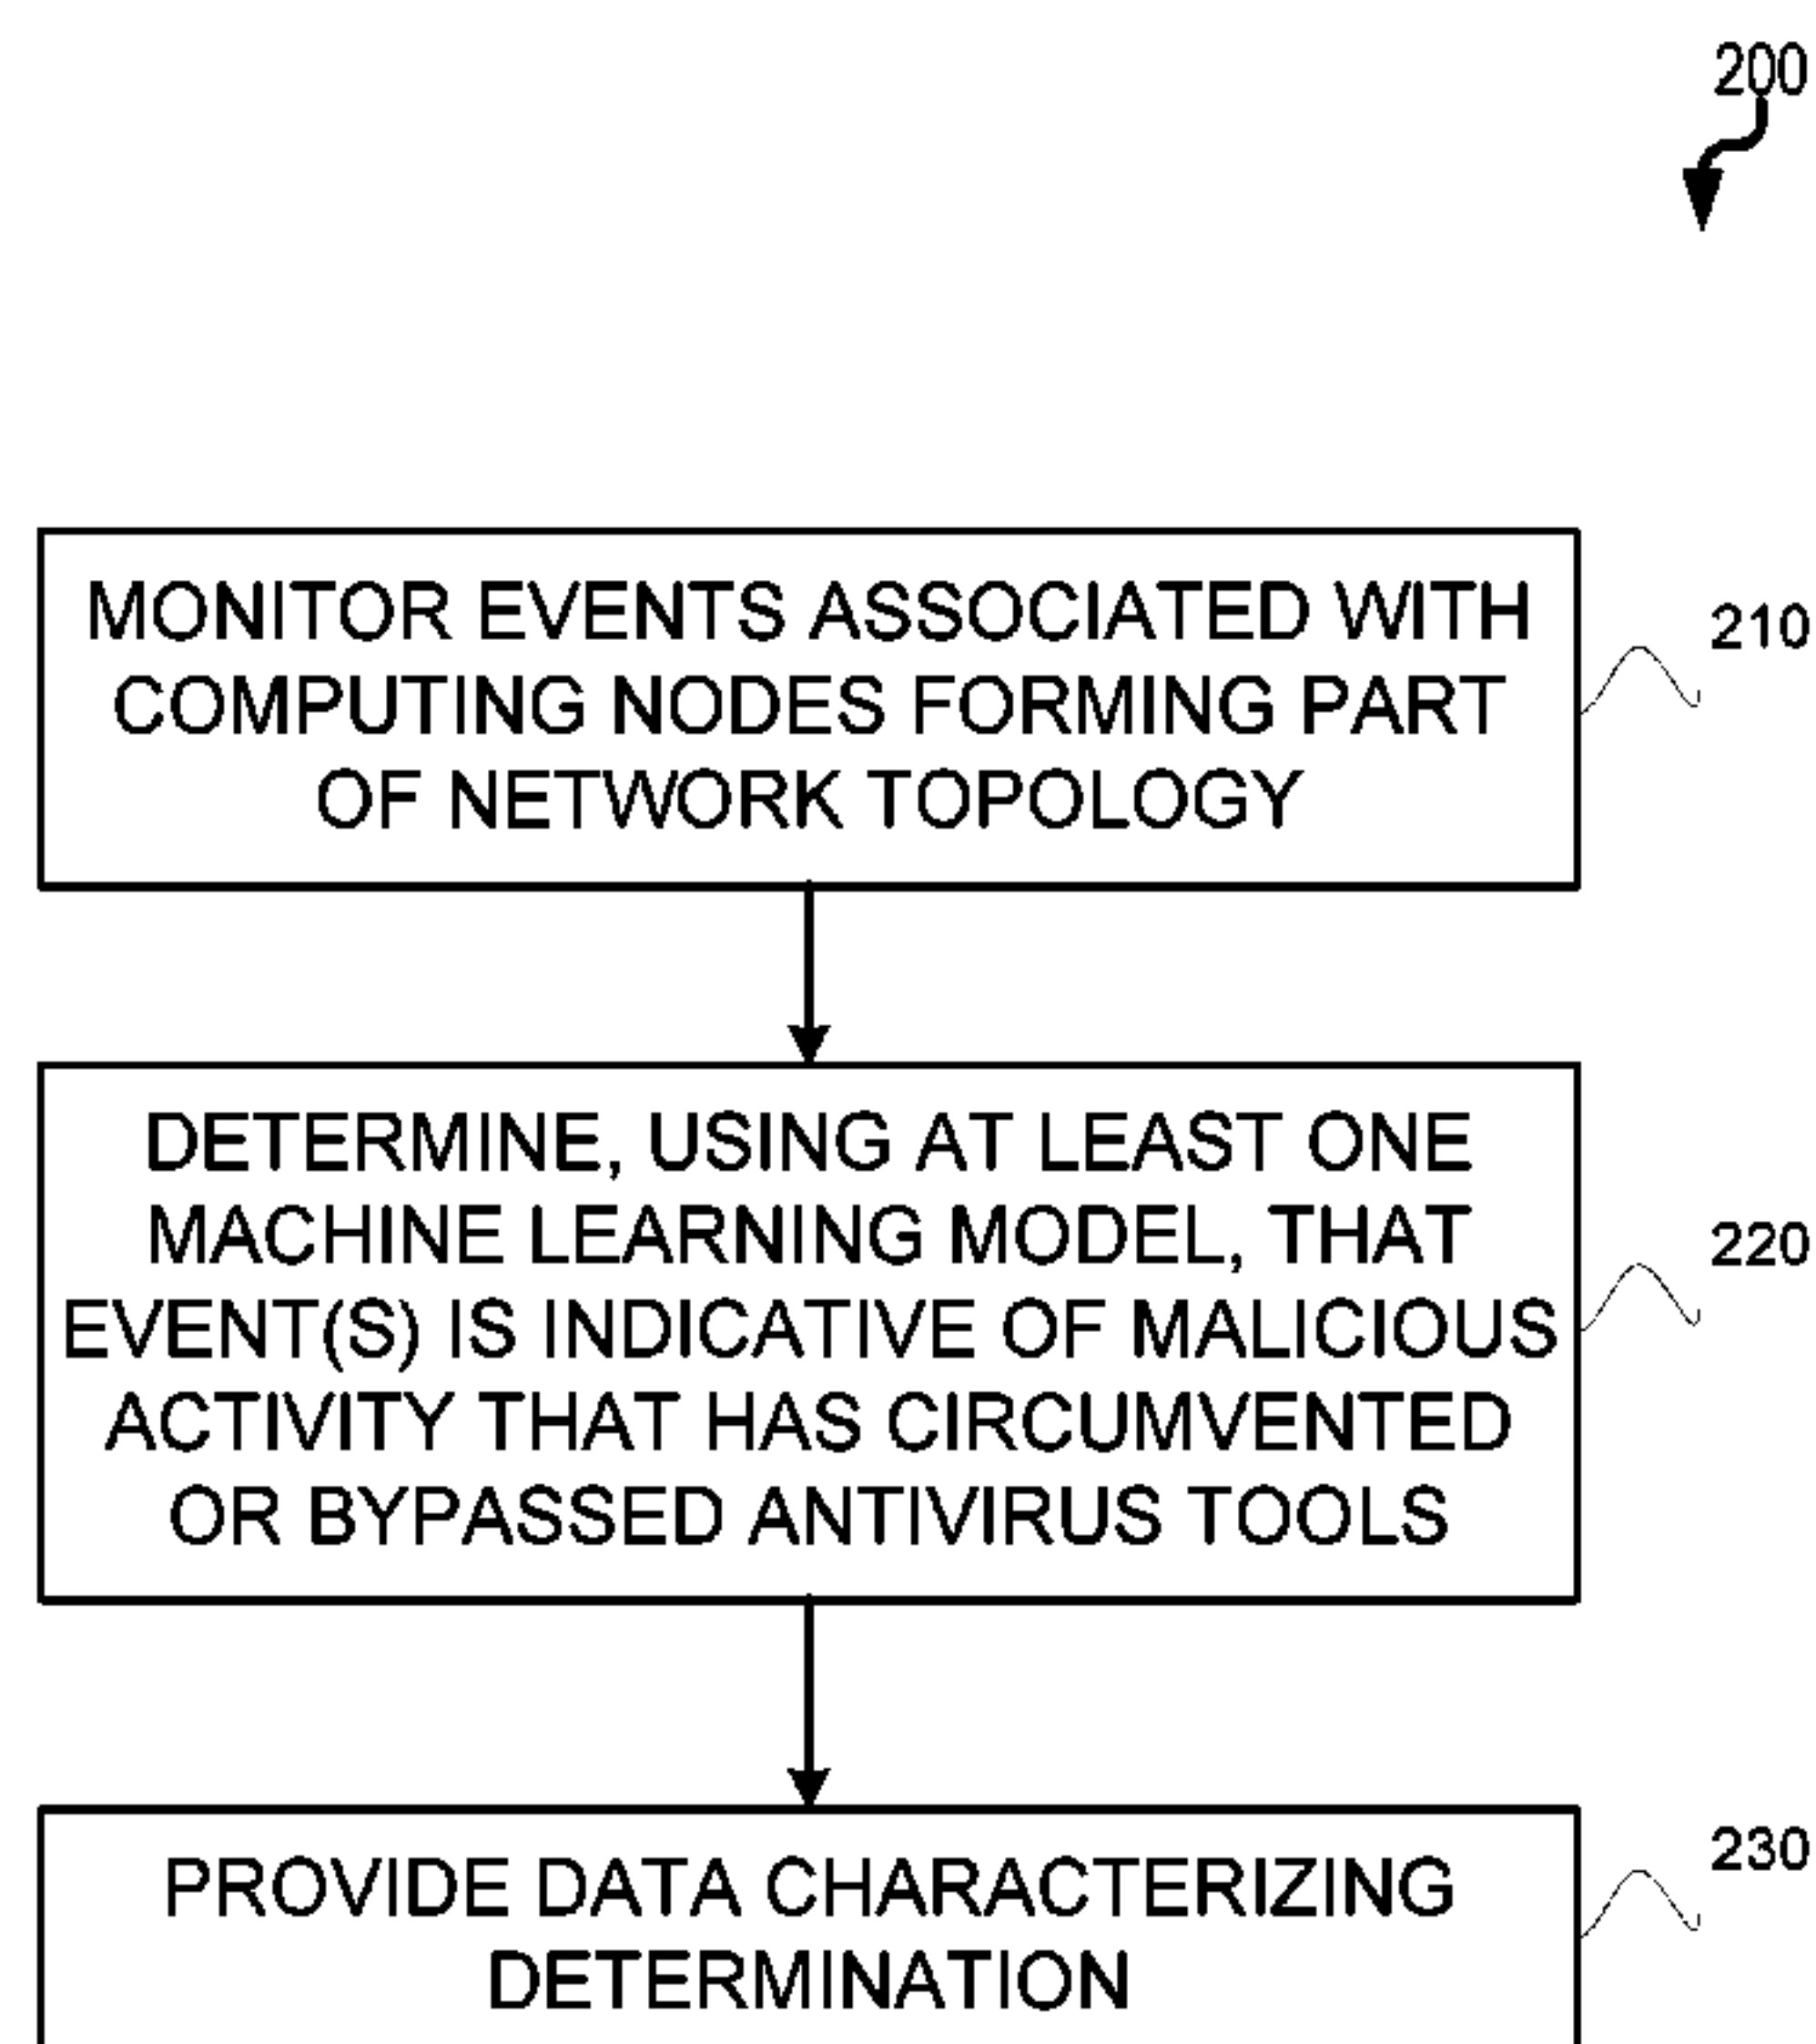 200
MONITOR EVENTS ASSOCIATED WITH
COMPUTING NODES FORMING PART
OF NETWORK TOPOLOGY
210
DETERMINE, USING AT LEAST ONE
MACHINE LEARNING MODEL, THAT
EVENT(S) IS INDICATIVE OF MALICIOUS
ACTIVITY THAT HAS CIRCUMVENTED
OR BYPASSED ANTIVIRUS TOOLS
220
PROVIDE DATA CHARACTERIZING
DETERMINATION
230